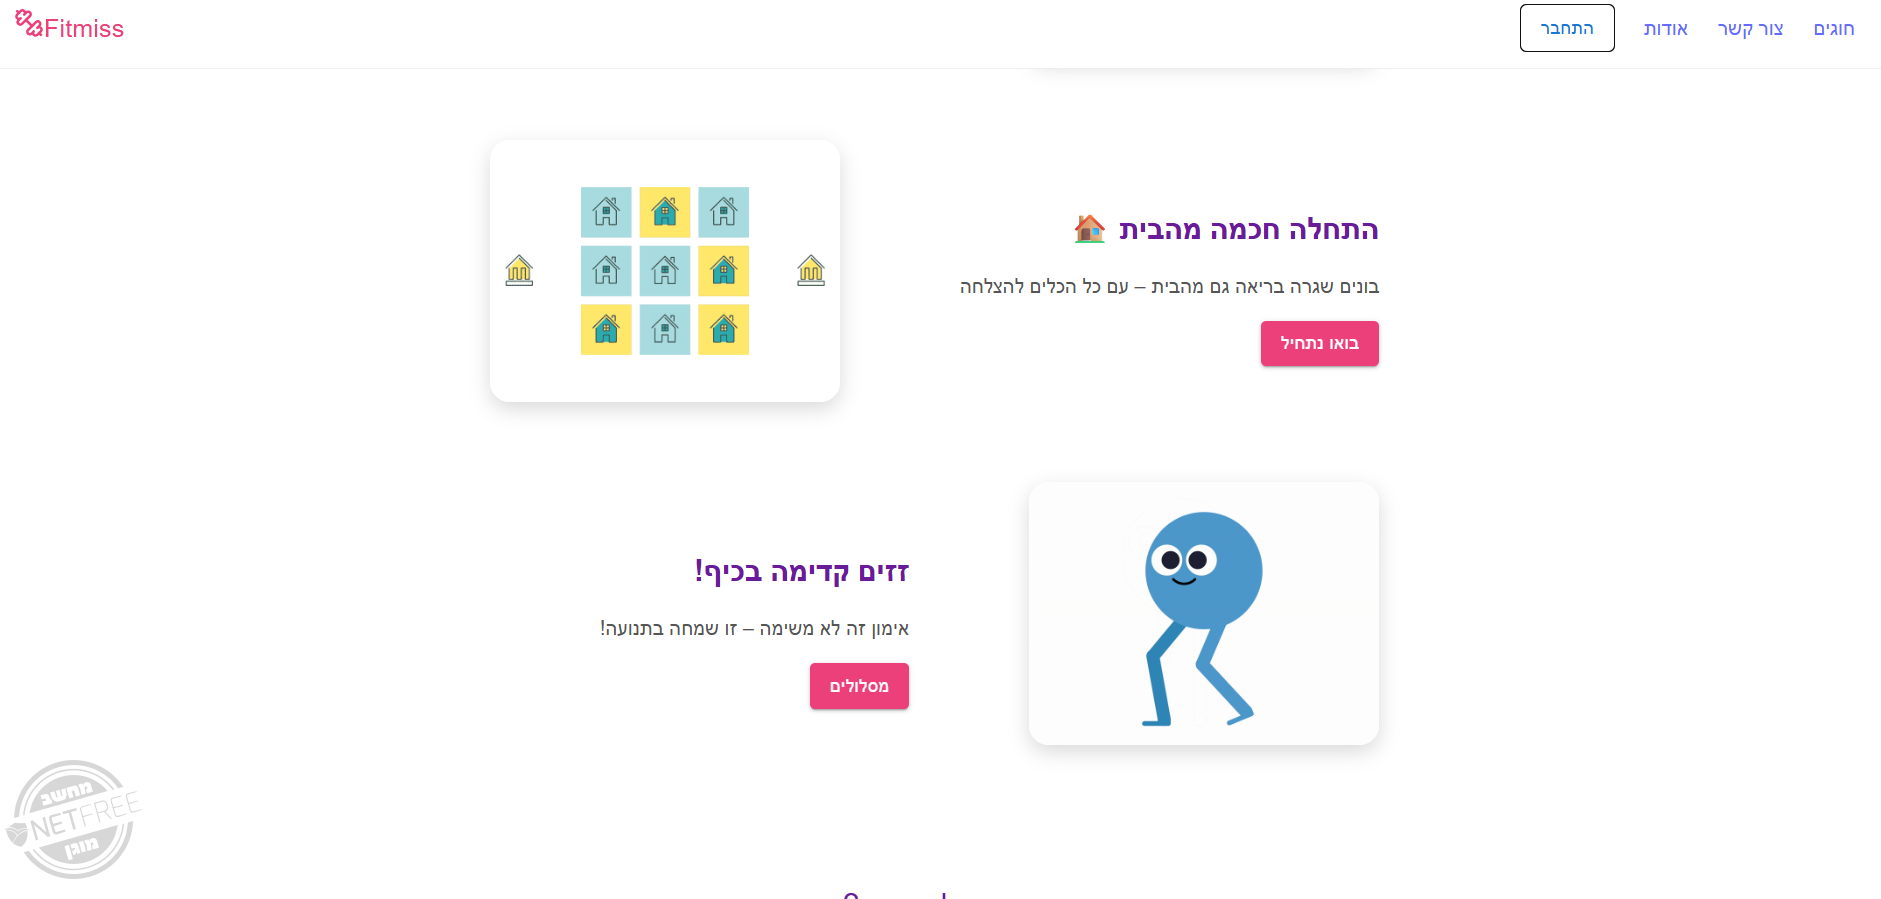 חוגים
צור קשר
אודות
התחבר
Fitmiss
התחלה חכמה מהבית 🏠
בונים שגרה בריאה גם מהבית – עם כל הכלים להצלחה
בואו נתחיל
זזים קדימה בכיף!
אימון זה לא משימה – זו שמחה בתנועה!
מסלולים
מחשב
NETFREE
מוגן